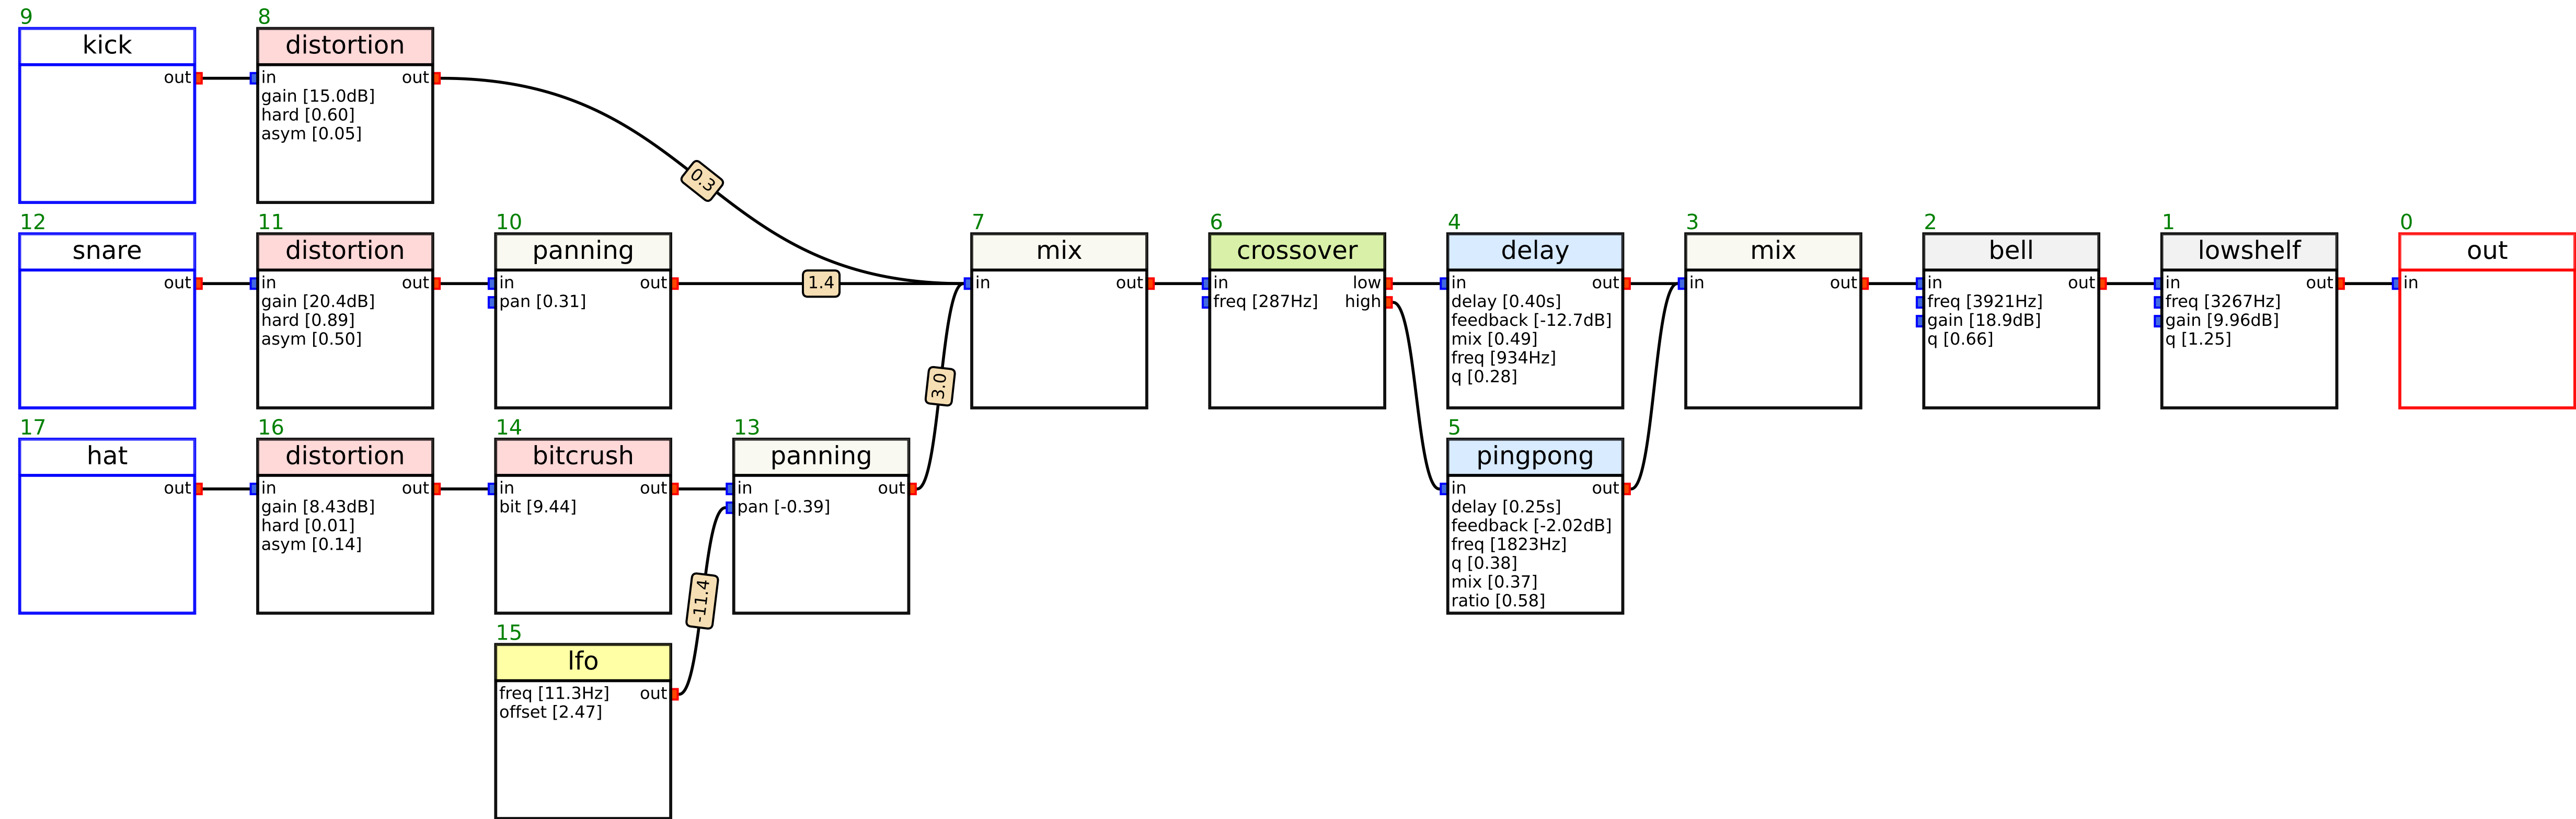 9
kick
out
8
distortion
in out
gain [15.0dB]
hard [0.60]
asym [0.05]
0.3
12
snare
out
11
distortion
in out
gain [20.4dB]
hard [0.89]
asym [0.50]
10
panning
in out
pan [0.31]
1.4
7
mix
in out
6
crossover
in low
freq [287Hz] high
4
delay
in out
delay [0.40s]
feedback [-12.7dB]
mix [0.49]
freq [934Hz]
q [0.28]
3
mix
in out
2
bell
in out
freq [3921Hz]
gain [18.9dB]
q [0.66]
1
lowshelf
in out
freq [3267Hz]
gain [9.96dB]
q [1.25]
0
out
in
17
hat
out
16
distortion
in out
gain [8.43dB]
hard [0.01]
asym [0.14]
14
bitcrush
in out
bit [9.44]
13
panning
in out
pan [-0.39]
3.0
5
pingpong
in out
delay [0.25s]
feedback [-2.02dB]
freq [1823Hz]
q [0.38]
mix [0.37]
ratio [0.58]
-11.4
15
lfo
freq [11.3Hz] out
offset [2.47]